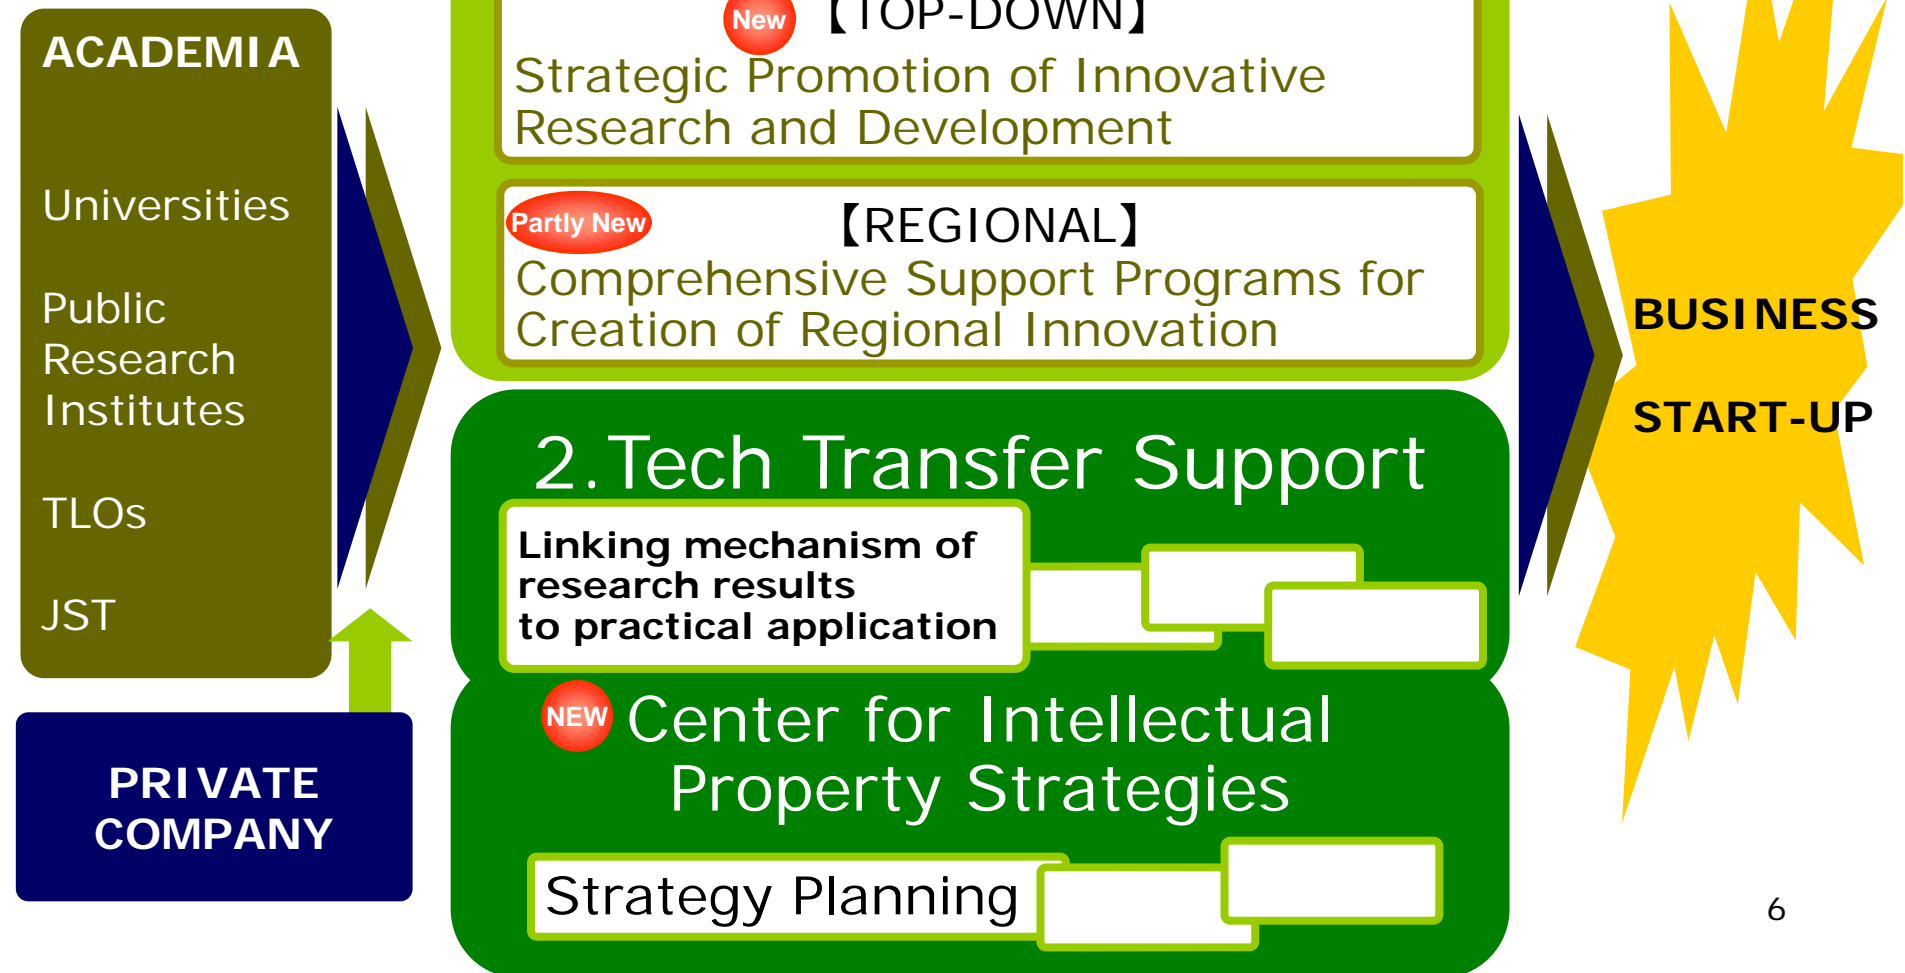 ACADEMIA
Universities
Public
Research
Institutes
TLOs
JST
PRIVATE
COMPANY
New
【TOP-DOWN】
Strategic Promotion of Innovative
Research and Development
Partly New
【REGIONAL】
Comprehensive Support Programs for
Creation of Regional Innovation
2.Tech Transfer Support
Linking mechanism of
research results
to practical application
NEW
Center for Intellectual
Property Strategies
Strategy Planning
BUSINESS
START-UP
6